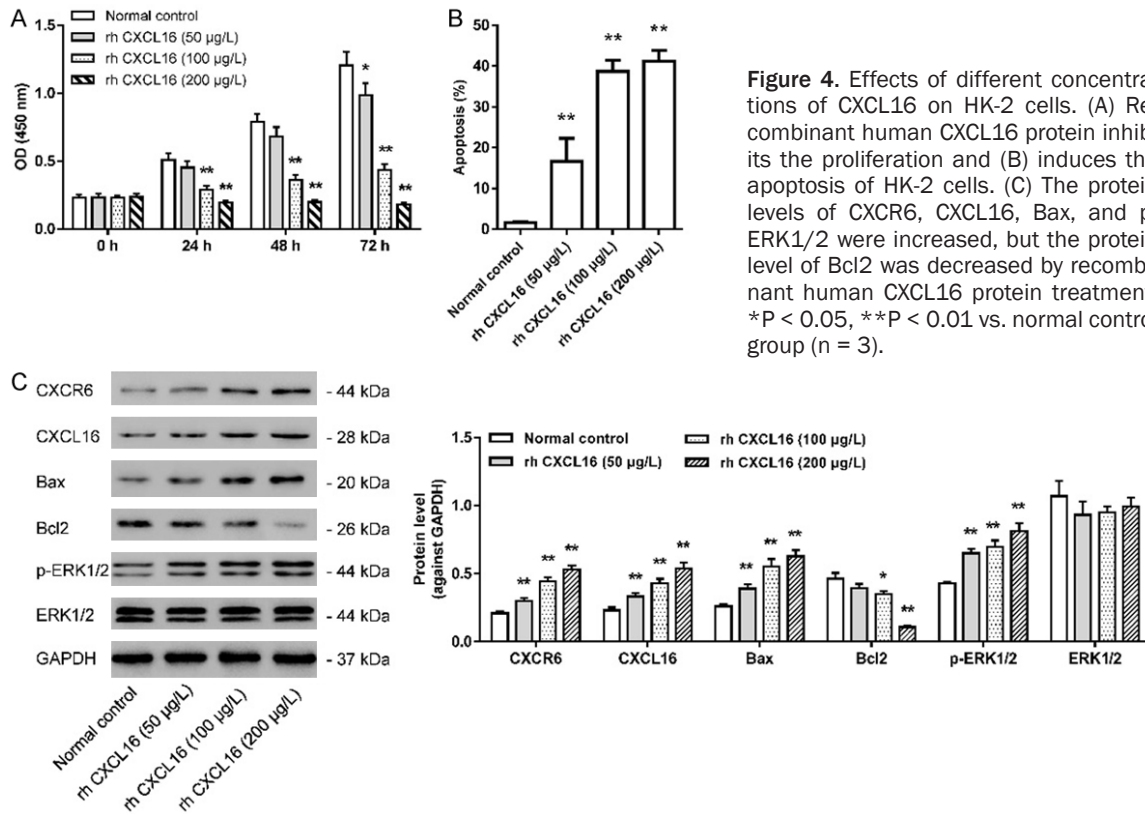 A
Normal control
rh CXCL16 (50 µg/L)
rh CXCL16 (100 µg/L)
rh CXCL16 (200 µg/L)
OD (450 nm)
1.5
1.0
0.5
0.0
*
** **
** **
** **
0 h 24 h 48 h 72 h
B
Apoptosis (%)
50
40
30
20
10
0
** ** **
Normal control
rh CXCL16 (50 µg/L)
rh CXCL16 (100 µg/L)
rh CXCL16 (200 µg/L)
Figure 4. Effects of different concentra
tions of CXCL16 on HK-2 cells. (A) Re
combinant human CXCL16 protein inhib
its the proliferation and (B) induces th
apoptosis of HK-2 cells. (C) The protei
levels of CXCR6, CXCL16, Bax, and p
ERK1/2 were increased, but the protei
level of Bcl2 was decreased by recomb
nant human CXCL16 protein treatment
*P < 0.05, **P < 0.01 vs. normal contro
group (n = 3).
C
CXCR6 - 44 kDa
CXCL16 - 28 kDa
Bax - 20 kDa
Bcl2 - 26 kDa
p-ERK1/2 - 44 kDa
ERK1/2 - 44 kDa
GAPDH - 37 kDa
Normal control
rh CXCL16 (50 µg/L)
rh CXCL16 (100 µg/L)
rh CXCL16 (200 µg/L)
Protein level
(against GAPDH)
1.5
1.0
0.5
0.0
Normal control rh CXCL16 (100 µg/L)
rh CXCL16 (50 µg/L) rh CXCL16 (200 µg/L)
** ** **
** ** **
** ** **
* **
** ** **
CXCR6 CXCL16 Bax Bcl2 p-ERK1/2 ERK1/2